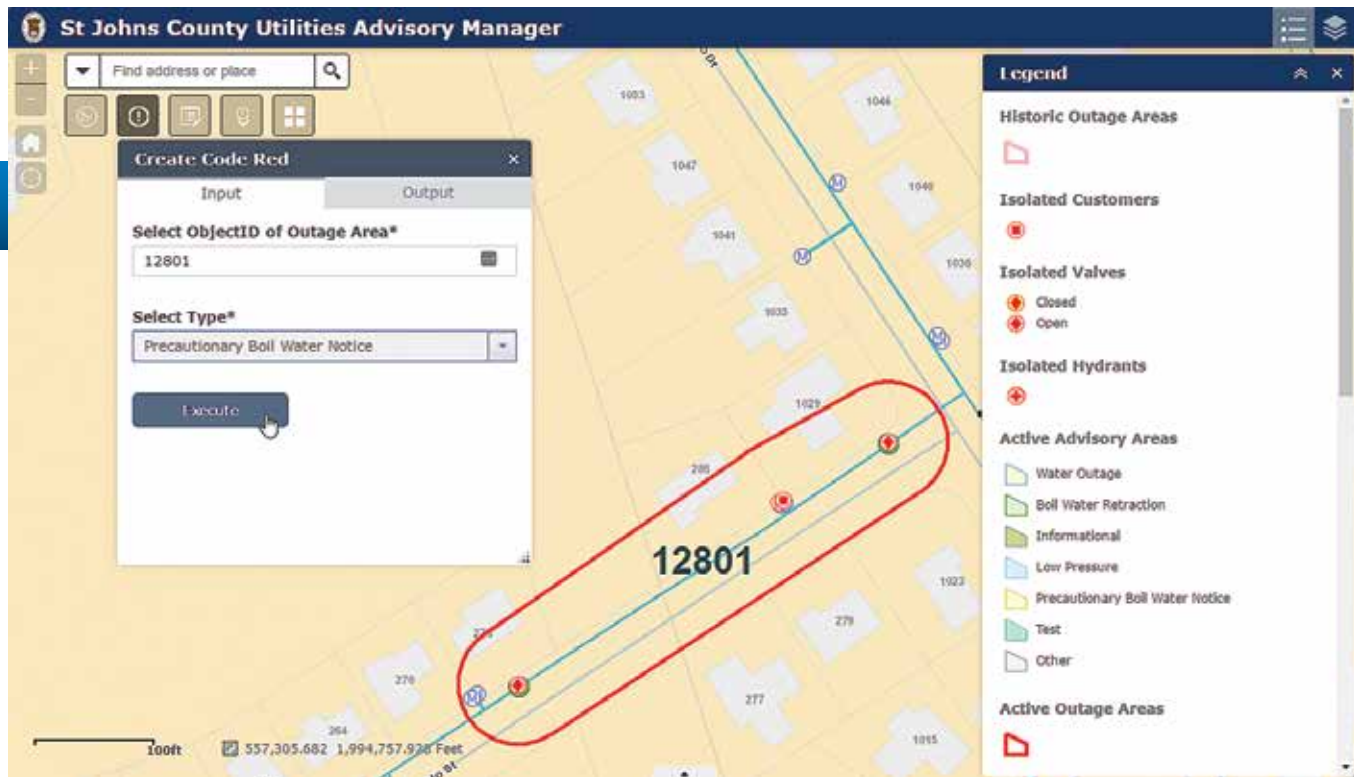 St Johns County Utilities Advisory Manager
Find address or place
Create Code Red
Input
Output
Select ObjectID of Outage Area*
12801
Select Type*
Precautionary Boil Water Notice
Execute
Legend
Historic Outage Areas
Isolated Customers
Isolated Valves
Closed
Open
Isolated Hydrants
Active Advisory Areas
Water Outage
Boil Water Retraction
Informational
Low Pressure
Precautionary Boil Water Notice
Test
Other
Active Outage Areas
1053
1046
1047
1040
1041
1036
1035
1029
285
12801
1023
279
270
277
264
1015
100ft
557,305.682 1,994,757.928 Feet